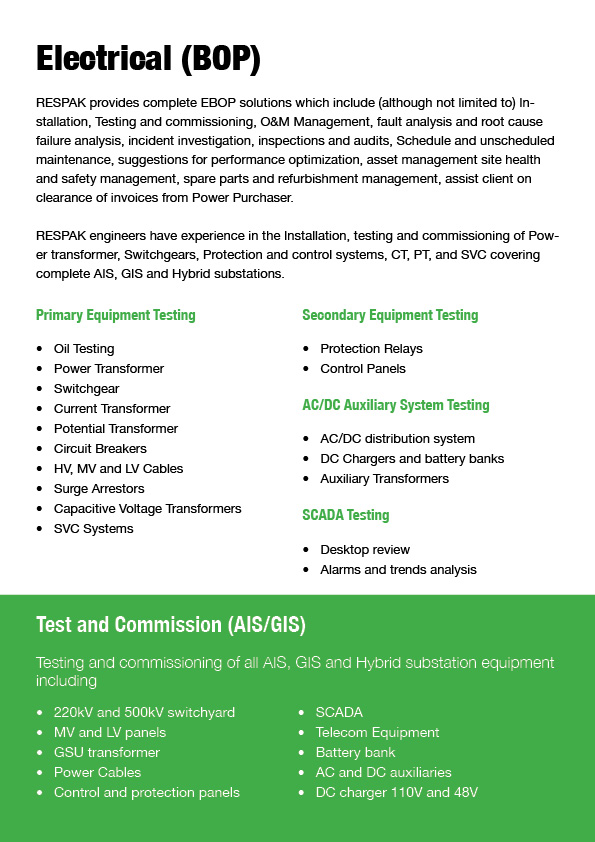 Electrical (BOP)
RESPAK provides complete EBOP solutions which include (although not limited to) In-
stallation, Testing and commissioning, O&M Management, fault analysis and root cause
failure analysis, incident investigation, inspections and audits, Schedule and unscheduled
maintenance, suggestions for performance optimization, asset management site health
and safety management, spare parts and refurbishment management, assist client on
clearance of invoices from Power Purchaser.
RESPAK engineers have experience in the Installation, testing and commissioning of Pow-
er transformer, Switchgears, Protection and control systems, CT, PT, and SVC covering
complete AIS, GIS and Hybrid substations.
Primary Equipment Testing
• Oil Testing
• Power Transformer
• Switchgear
• Current Transformer
• Potential Transformer
• Circuit Breakers
• HV, MV and LV Cables
• Surge Arrestors
• Capacitive Voltage Transformers
• SVC Systems
Secondary Equipment Testing
• Protection Relays
• Control Panels
AC/DC Auxiliary System Testing
• AC/DC distribution system
• DC Chargers and battery banks
• Auxiliary Transformers
SCADA Testing
• Desktop review
• Alarms and trends analysis
Test and Commission (AIS/GIS)
Testing and commissioning of all AIS, GIS and Hybrid substation equipment
including
• 220kV and 500kV switchyard
• MV and LV panels
• GSU transformer
• Power Cables
• Control and protection panels
• SCADA
• Telecom Equipment
• Battery bank
• AC and DC auxiliaries
• DC charger 110V and 48V